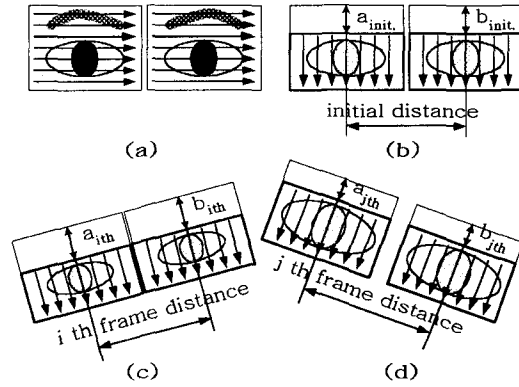 a init.
b init.
initial distance
(a)
(b)
a ith
b ith
i th frame distance
a jth
b jth
j th frame distance
(c)
(d)